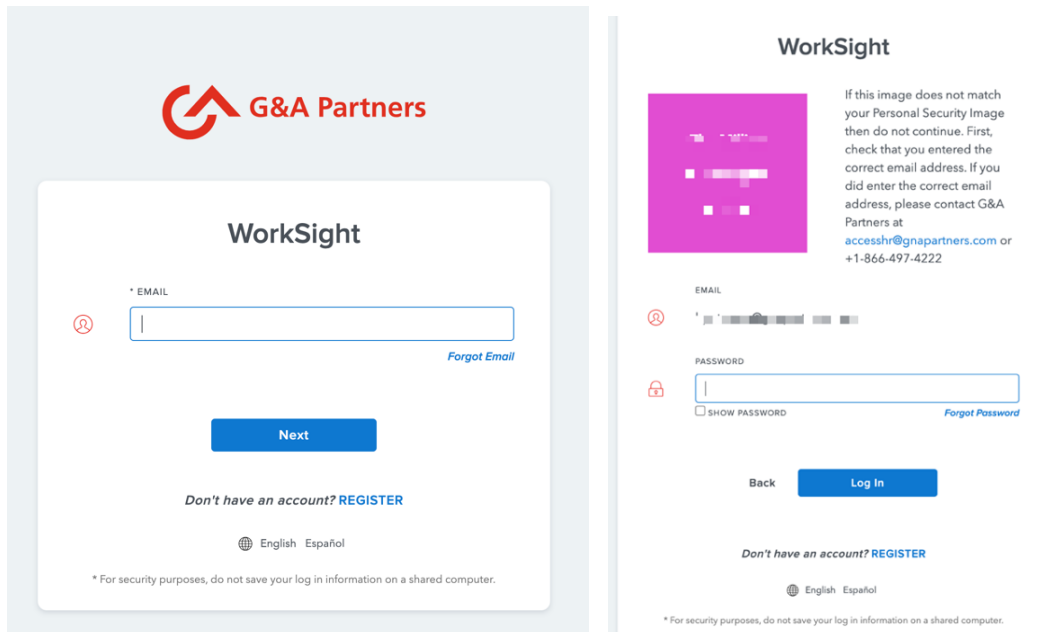 G&A Partners
WorkSight
* EMAIL
Forgot Email
Next
Don't have an account? REGISTER
English Español
* For security purposes, do not save your log in information on a shared computer.
WorkSight
If this image does not match
your Personal Security Image
then do not continue. First,
check that you entered the
correct email address. If you
did enter the correct email
address, please contact G&A
Partners at
accesshr@gnapartners.com or
+1-866-497-4222
EMAIL
PASSWORD
SHOW PASSWORD
Forgot Password
Back
Log In
Don't have an account? REGISTER
English Español
* For security purposes, do not save your log in information on a shared computer.